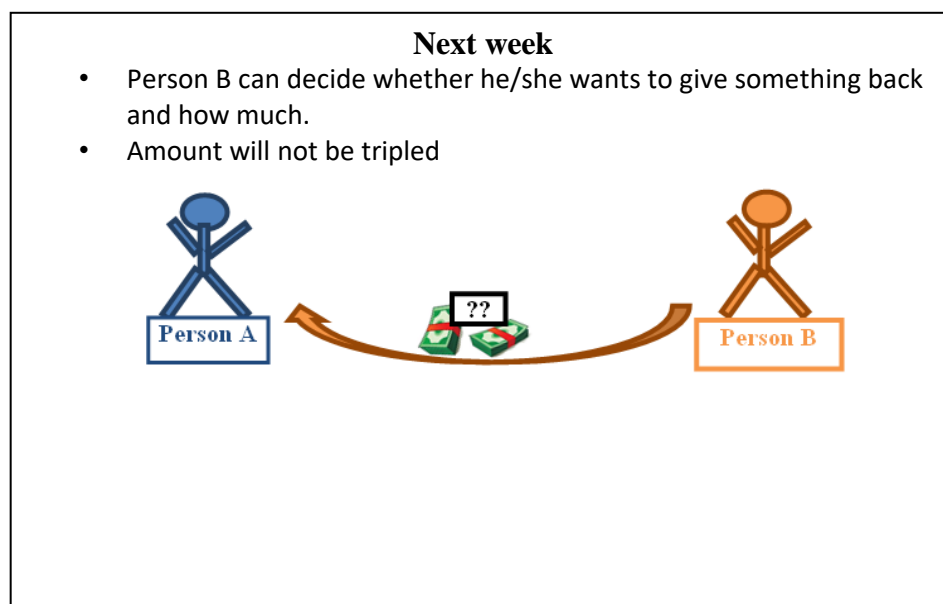 Next week
• Person B can decide whether he/she wants to give something back
and how much.
• Amount will not be tripled
??
Person A
Person B